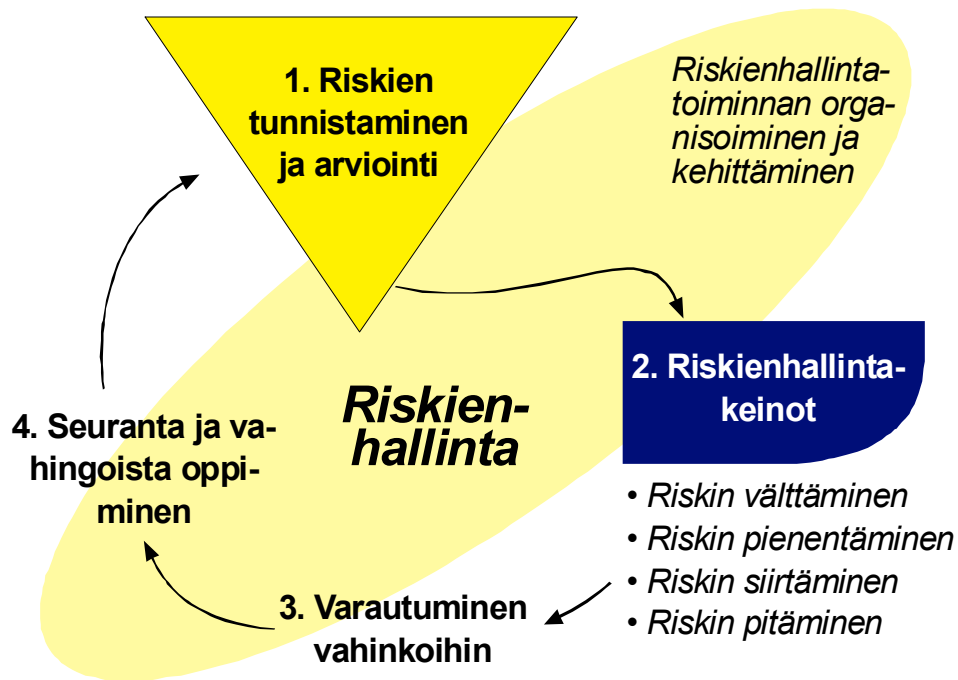 1. Riskien
tunnistaminen
ja arviointi
Riskienhallinta-
toiminnan orga-
nisoiminen ja
kehittäminen
2. Riskienhallinta-
keinot
• Riskin välttäminen
• Riskin pienentäminen
• Riskin siirtäminen
• Riskin pitäminen
3. Varautuminen
vahinkoihin
4. Seuranta ja va-
hingoista oppi-
minen
Riskien-
hallinta